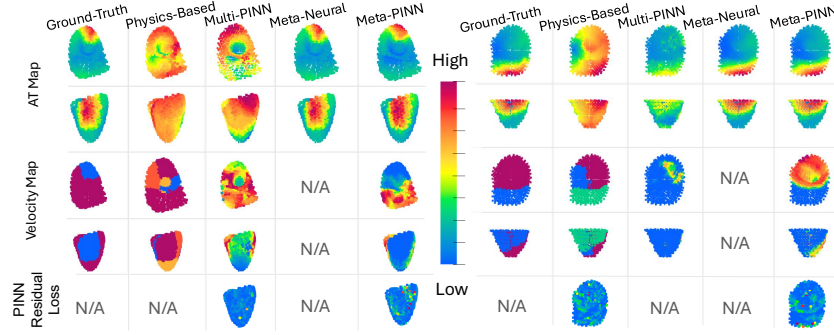 Ground-Truth Physics-Based Multi-PINN Meta-Neural Meta-PINN
Ground-Truth Physics-Based Multi-PINN Meta-Neural Meta-PINN
High
AT Map
Velocity Map
N/A
N/A
N/A
N/A
Low
PINN
Residual
Loss
N/A
N/A
N/A
N/A
N/A
N/A